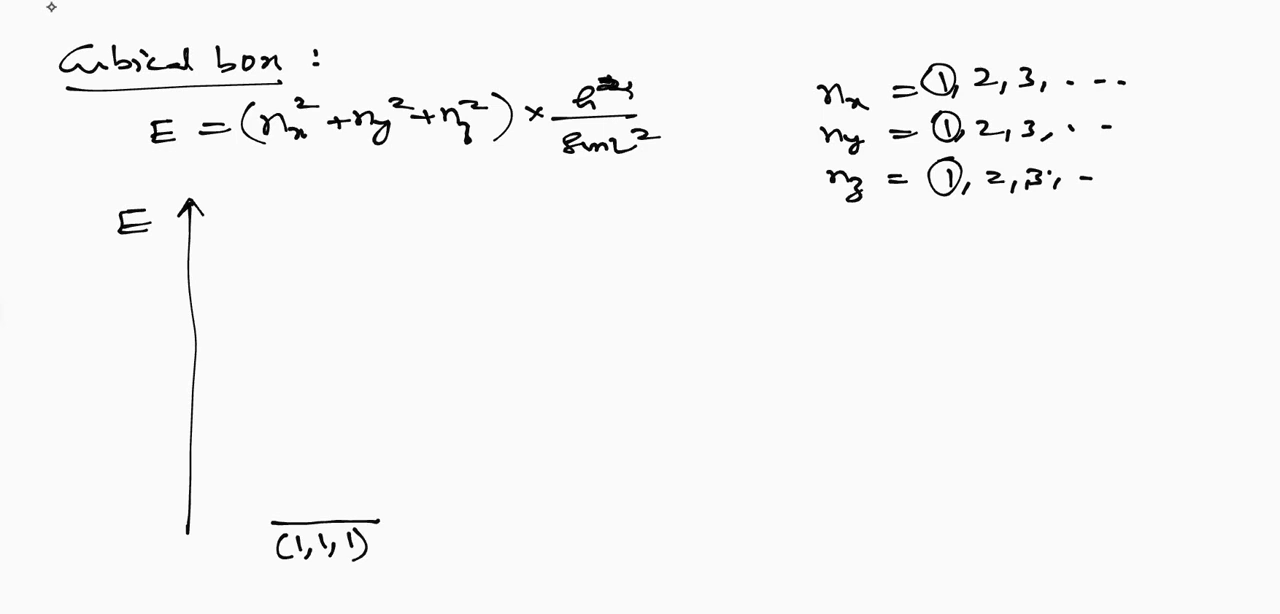 Cubical box :
E = (nx² + ny² + nz²) × h² / 8mL²
nx = 1, 2, 3, . - - -
ny = 1, 2, 3, . -
nz = 1, 2, 3, -
E
(1, 1, 1)